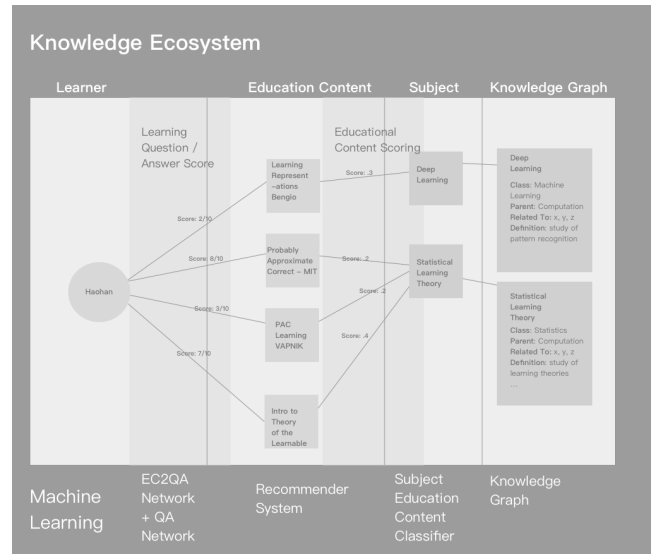 Knowledge Ecosystem
Learner
Education Content
Subject
Knowledge Graph
Learning
Question /
Answer Score
Educational
Content Scoring
Haohan
Score: 2/10
Score: 8/10
Score: 3/10
Score: 7/10
Learning
Represent
-ations
Bengio
Probably
Approximate
Correct - MIT
PAC
Learning
VAPNIK
Intro to
Theory
of the
Learnable
Score: .3
Score: .2
Score: .2
Score: .4
Deep
Learning
Statistical
Learning
Theory
Deep
Learning
Class: Machine
Learning
Parent: Computation
Related To: x, y, z
Definition: study of
pattern recognition
Statistical
Learning
Theory
Class: Statistics
Parent: Computation
Related To: x, y, z
Definition: study of
learning theories
...
Machine
Learning
EC2QA
Network
+ QA
Network
Recommender
System
Subject
Education
Content
Classifier
Knowledge
Graph